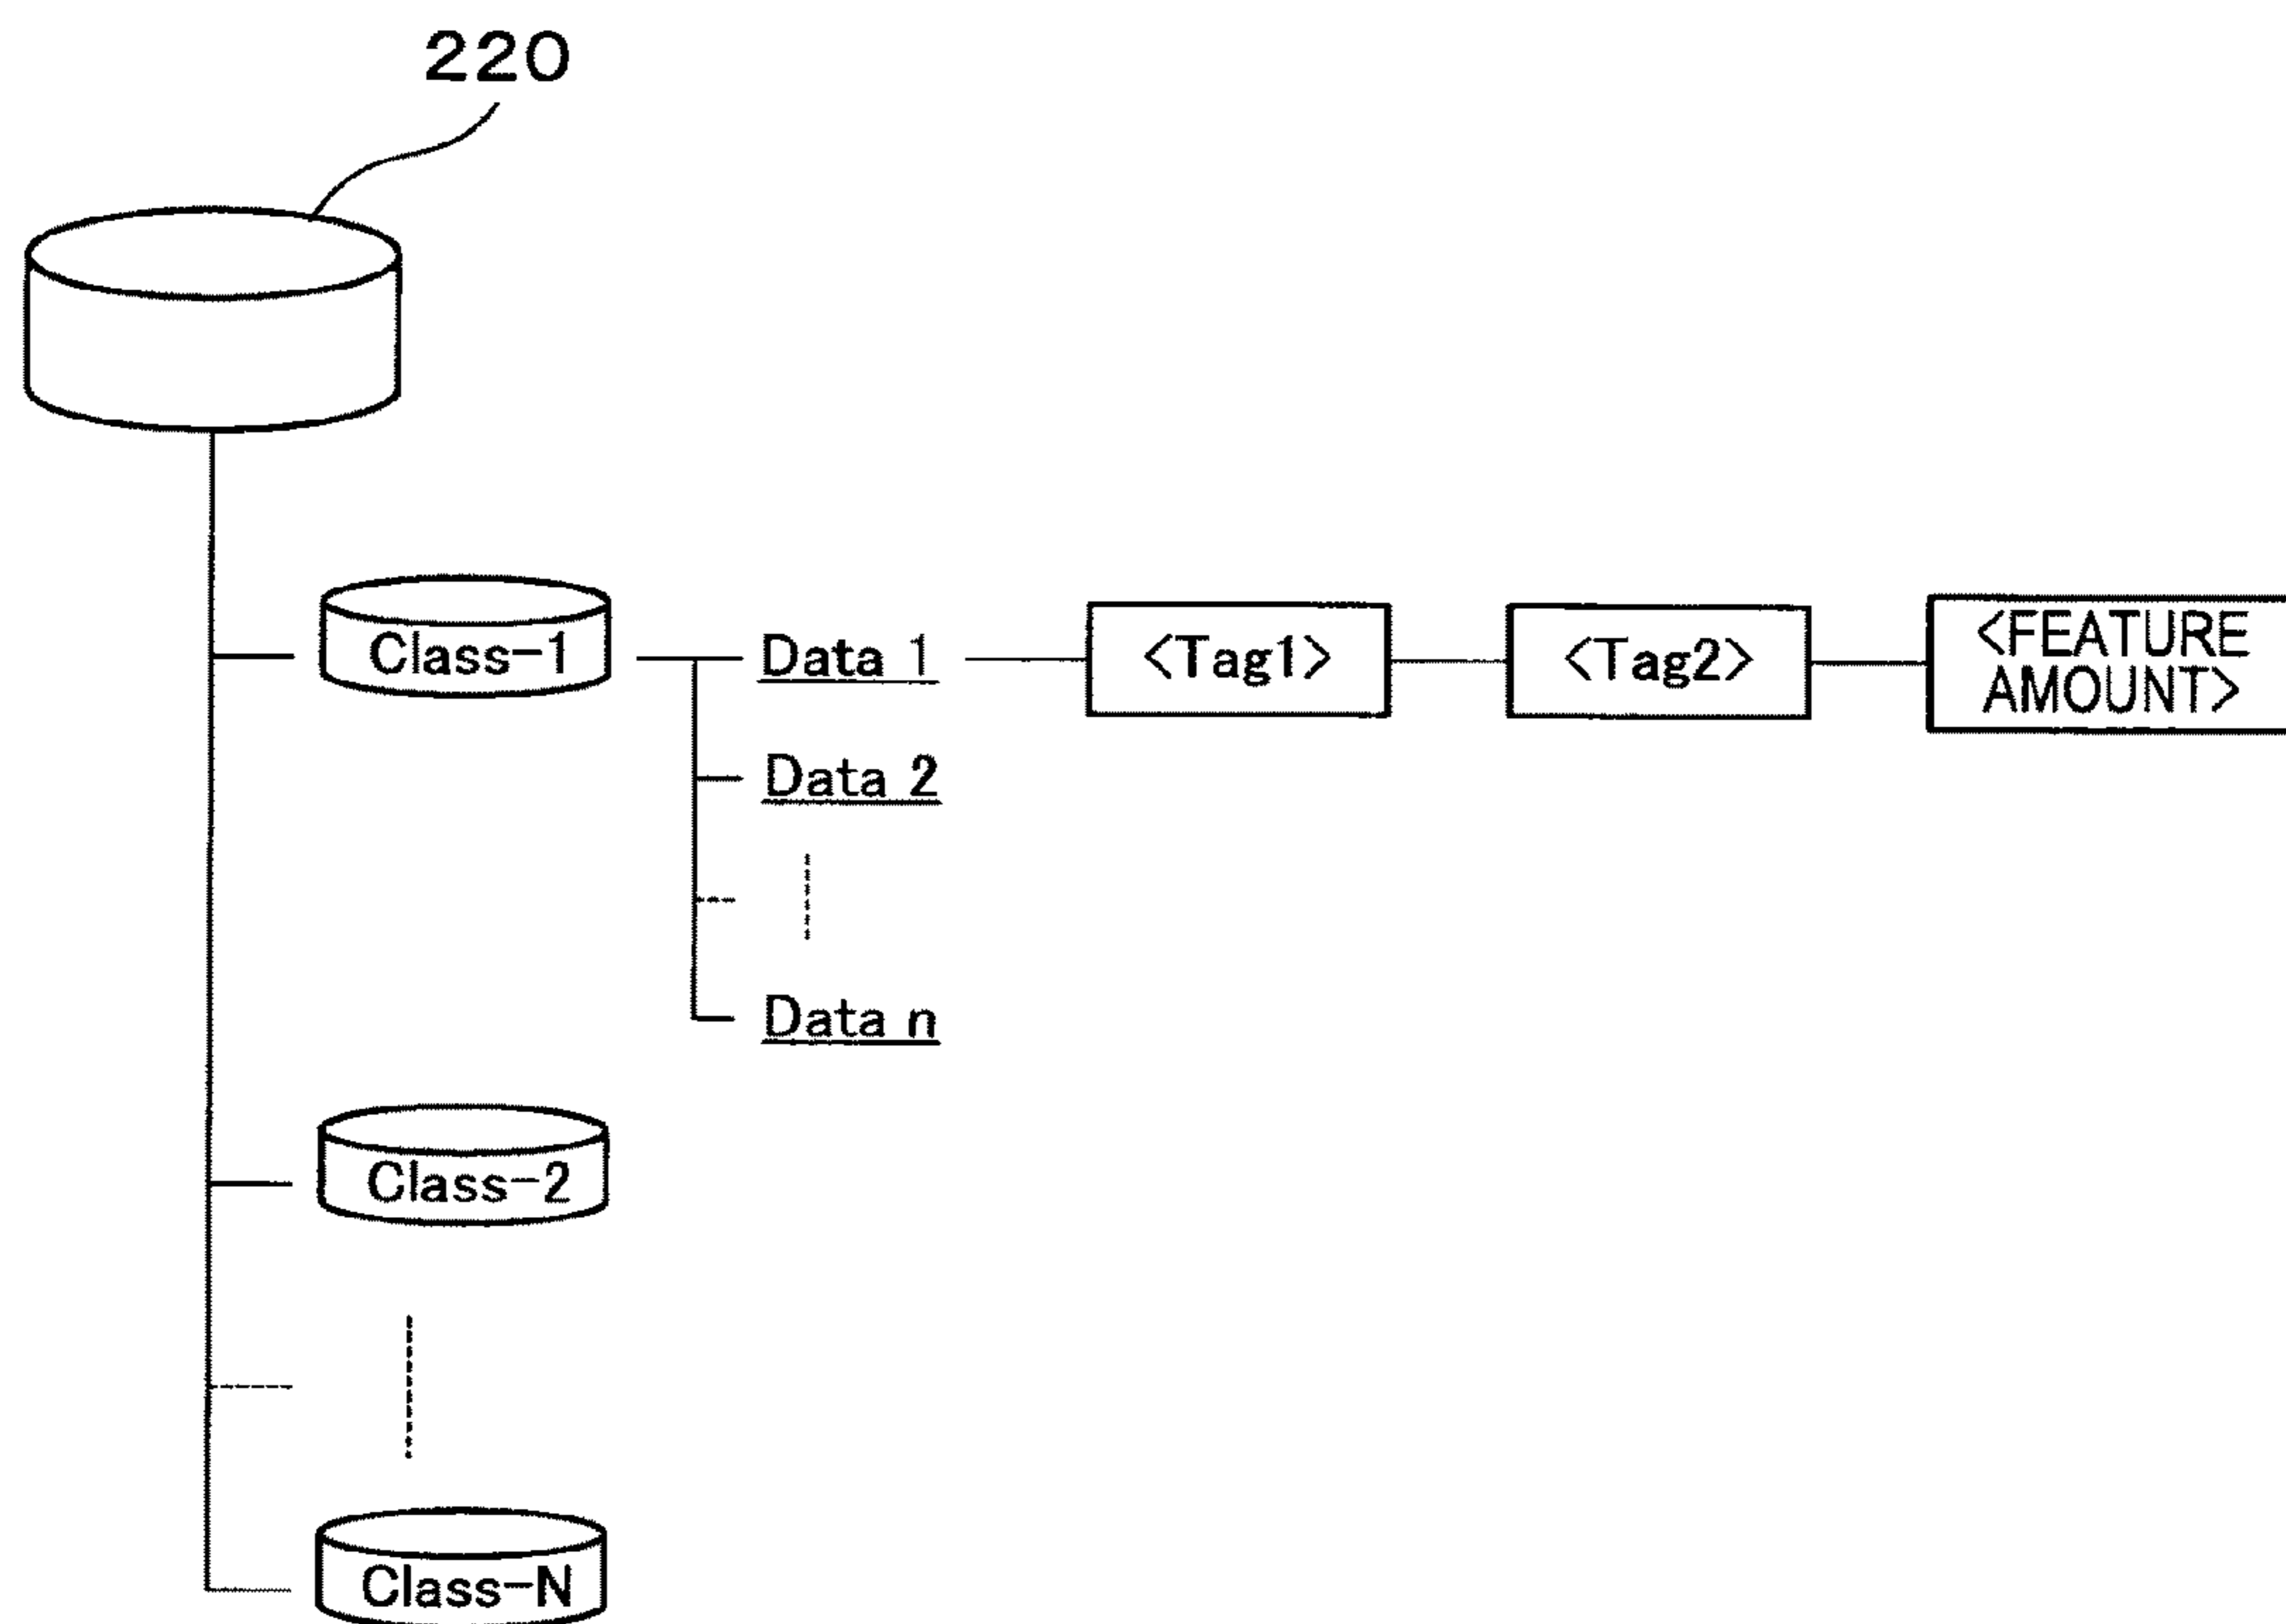 220
Class-1
Data 1
<Tag1>
<Tag2>
<FEATURE
AMOUNT>
Data 2
Data n
Class-2
Class-N